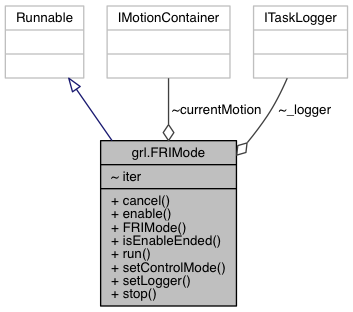 Runnable
IMotionContainer
ITaskLogger
~currentMotion
~_logger
grl.FRIMode
~ iter
+ cancel()
+ enable()
+ FRIMode()
+ isEnableEnded()
+ run()
+ setControlMode()
+ setLogger()
+ stop()